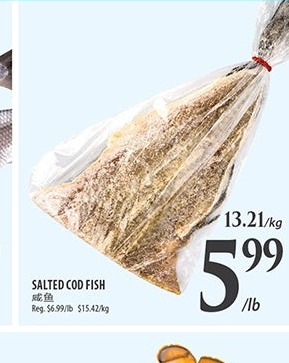 13.21/kg
5.99
/lb
SALTED COD FISH
咸鱼
Reg. $6.99/lb $15.42/kg